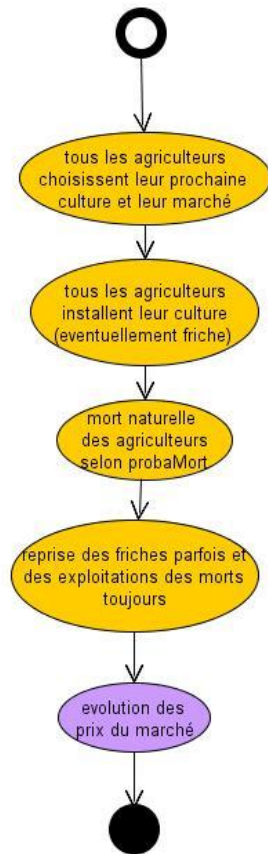 tous les agriculteurs
choisissent leur prochaine
culture et leur marché
tous les agriculteurs
installent leur culture
(eventuellement friche)
mort naturelle
des agriculteurs
selon probaMort
reprise des friches parfois et
des exploitations des morts
toujours
evolution des
prix du marché